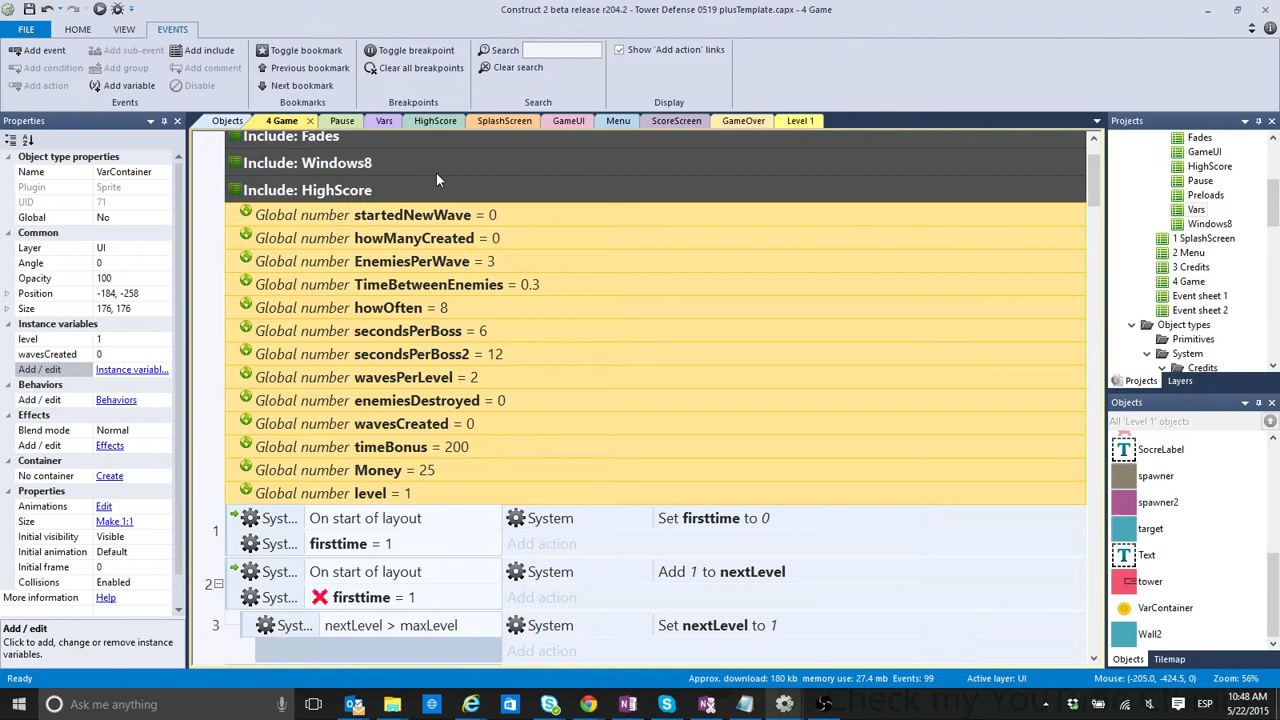 Construct 2 beta release r204.2 - Tower Defense 0519 plusTemplate.capx - 4 Game
FILE HOME VIEW EVENTS
Add event Add sub-event Add include Toggle bookmark Toggle breakpoint Search Show 'Add action' links
Add condition Add group Add comment Previous bookmark Clear all breakpoints Clear search
Add action Add variable Disable Next bookmark
Events Bookmarks Breakpoints Search Display
Properties
Object type properties
Name VarContainer
Plugin Sprite
UID 71
Global No
Common
Layer UI
Angle 0
Opacity 100
Position -184, -258
Size 176, 176
Instance variables
level 1
wavesCreated 0
Add / edit Instance variabl...
Behaviors
Add / edit Behaviors
Effects
Blend mode Normal
Add / edit Effects
Container
No container Create
Properties
Animations Edit
Size Make 1:1
Initial visibility Visible
Initial animation Default
Initial frame 0
Collisions Enabled
More information Help
Add / edit
Click to add, change or remove instance
variables.
Objects 4 Game x Pause Vars HighScore SplashScreen GameUI Menu ScoreScreen GameOver Level 1
Include: Fades
Include: Windows8
Include: HighScore
Global number startedNewWave = 0
Global number howManyCreated = 0
Global number EnemiesPerWave = 3
Global number TimeBetweenEnemies = 0.3
Global number howOften = 8
Global number secondsPerBoss = 6
Global number secondsPerBoss2 = 12
Global number wavesPerLevel = 2
Global number enemiesDestroyed = 0
Global number wavesCreated = 0
Global number timeBonus = 200
Global number Money = 25
Global number level = 1
1 Syst... On start of layout System Set firsttime to 0
Syst... firsttime = 1 Add action
2 Syst... On start of layout System Add 1 to nextLevel
Syst... firsttime = 1 Add action
3 Syst... nextLevel > maxLevel System Set nextLevel to 1
Add action
Projects
Fades
GameUI
HighScore
Pause
Preloads
Vars
Windows8
1 SplashScreen
2 Menu
3 Credits
4 Game
Event sheet 1
Event sheet 2
Object types
Primitives
System
Credits
Projects Layers
Objects
All 'Level 1' objects
SocreLabel
spawner
spawner2
target
Text
tower
VarContainer
Wall2
Objects Tilemap
Ready Approx. download: 180 kb memory use: 27.4 mb Events: 99 Active layer: UI Mouse: (-205.0, -424.5, 0) Zoom: 56%
Ask me anything
ESP 10:48 AM
5/22/2015